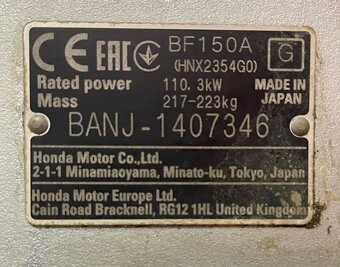 CE EAC BF150A G
(HNX2354G0)
Rated power 110.3kW MADE IN
Mass 217-223kg JAPAN
BANJ-1407346
Honda Motor Co.,Ltd.
2-1-1 Minamiaoyama, Minato-ku, Tokyo, Japan
Honda Motor Europe Ltd.
Cain Road Bracknell, RG12 1HL United Kingdom